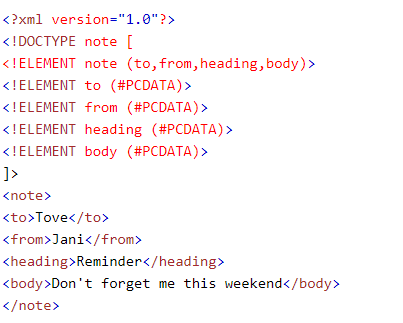 <?xml version="1.0"?>
<!DOCTYPE note [
<!ELEMENT note (to,from,heading,body)>
<!ELEMENT to (#PCDATA)>
<!ELEMENT from (#PCDATA)>
<!ELEMENT heading (#PCDATA)>
<!ELEMENT body (#PCDATA)>
]>
<note>
<to>Tove</to>
<from>Jani</from>
<heading>Reminder</heading>
<body>Don't forget me this weekend</body>
</note>